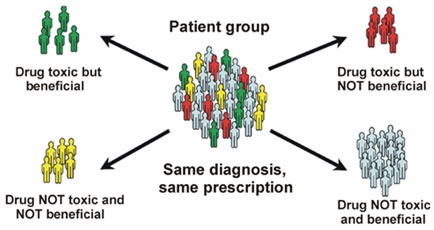 Patient group
Drug toxic but
beneficial
Drug toxic but
NOT beneficial
Same diagnosis,
same prescription
Drug NOT toxic and
NOT beneficial
Drug NOT toxic
and beneficial